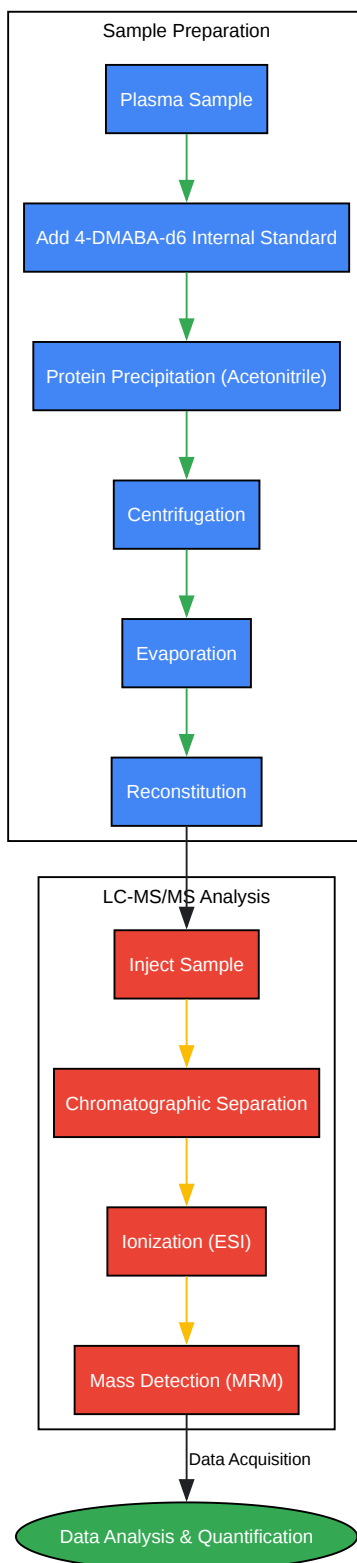 Sample Preparation
Plasma Sample
Add 4-DMABA-d6 Internal Standard
Protein Precipitation (Acetonitrile)
Centrifugation
Evaporation
Reconstitution
LC-MS/MS Analysis
Inject Sample
Chromatographic Separation
Ionization (ESI)
Mass Detection (MRM)
Data Acquisition
Data Analysis & Quantification